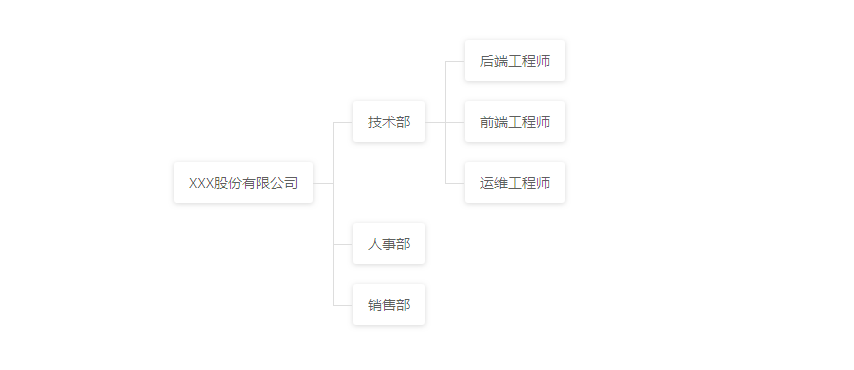 XXX股份有限公司
技术部
后端工程师
前端工程师
运维工程师
人事部
销售部